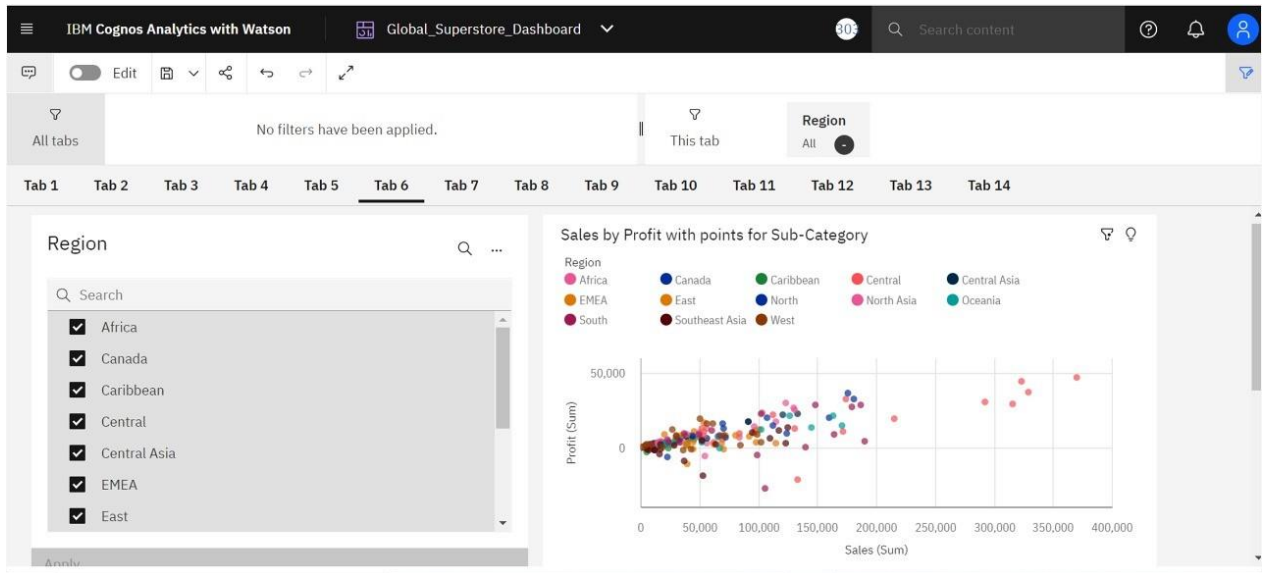 IBM Cognos Analytics with Watson
Global_Superstore_Dashboard
303
Search content
Edit
All tabs
No filters have been applied.
This tab
Region
All
Tab 1 Tab 2 Tab 3 Tab 4 Tab 5 Tab 6 Tab 7 Tab 8 Tab 9 Tab 10 Tab 11 Tab 12 Tab 13 Tab 14
Region
Search
Africa
Canada
Caribbean
Central
Central Asia
EMEA
East
Apply
Sales by Profit with points for Sub-Category
Region
Africa Canada Caribbean Central Central Asia
EMEA East North North Asia Oceania
South Southeast Asia West
50,000
0
Profit (Sum)
0 50,000 100,000 150,000 200,000 250,000 300,000 350,000 400,000
Sales (Sum)